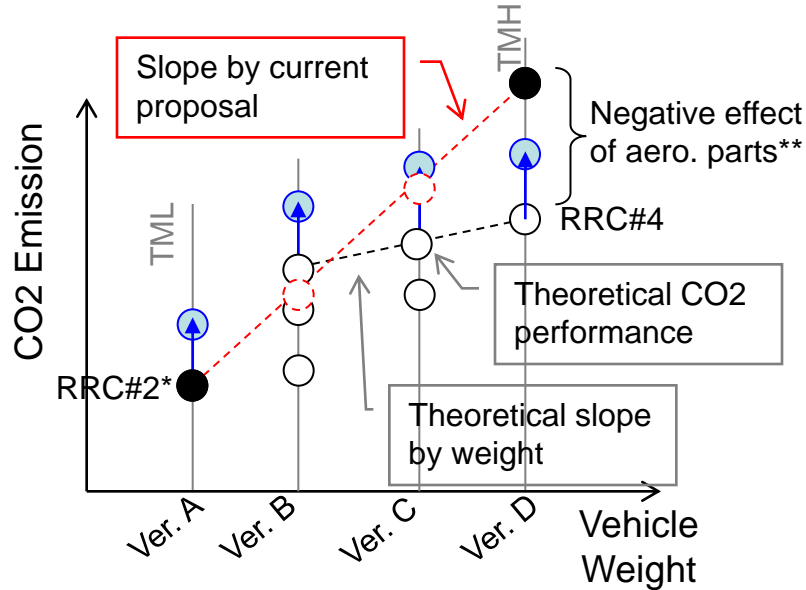 TMH
Slope by current
proposal
Negative effect
of aero. parts**
TML
RRC#4
CO2 Emission
Theoretical CO2
performance
RRC#2*
Theoretical slope
by weight
Ver. A
Ver. B
Ver. C
Ver. D
Vehicle
Weight